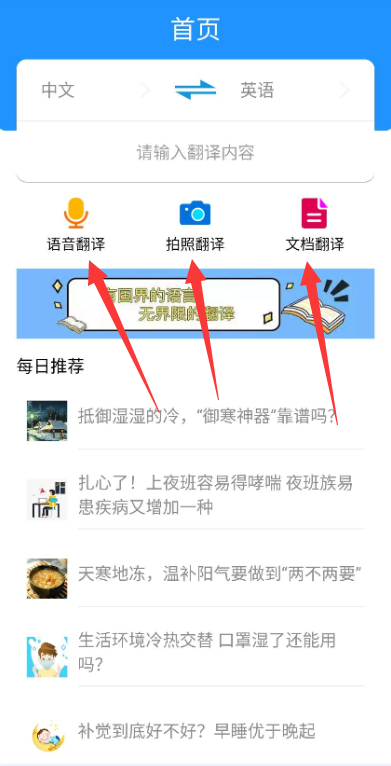 首页
中文
英语
请输入翻译内容
语音翻译
拍照翻译
文档翻译
有国界的语言
无界限的翻译
每日推荐
抵御湿湿的冷，“御寒神器”靠谱吗？
扎心了！上夜班容易得哮喘 夜班族易
患疾病又增加一种
天寒地冻，温补阳气要做到“两不两要”
生活环境冷热交替 口罩湿了还能用
吗？
补觉到底好不好？早睡优于晚起